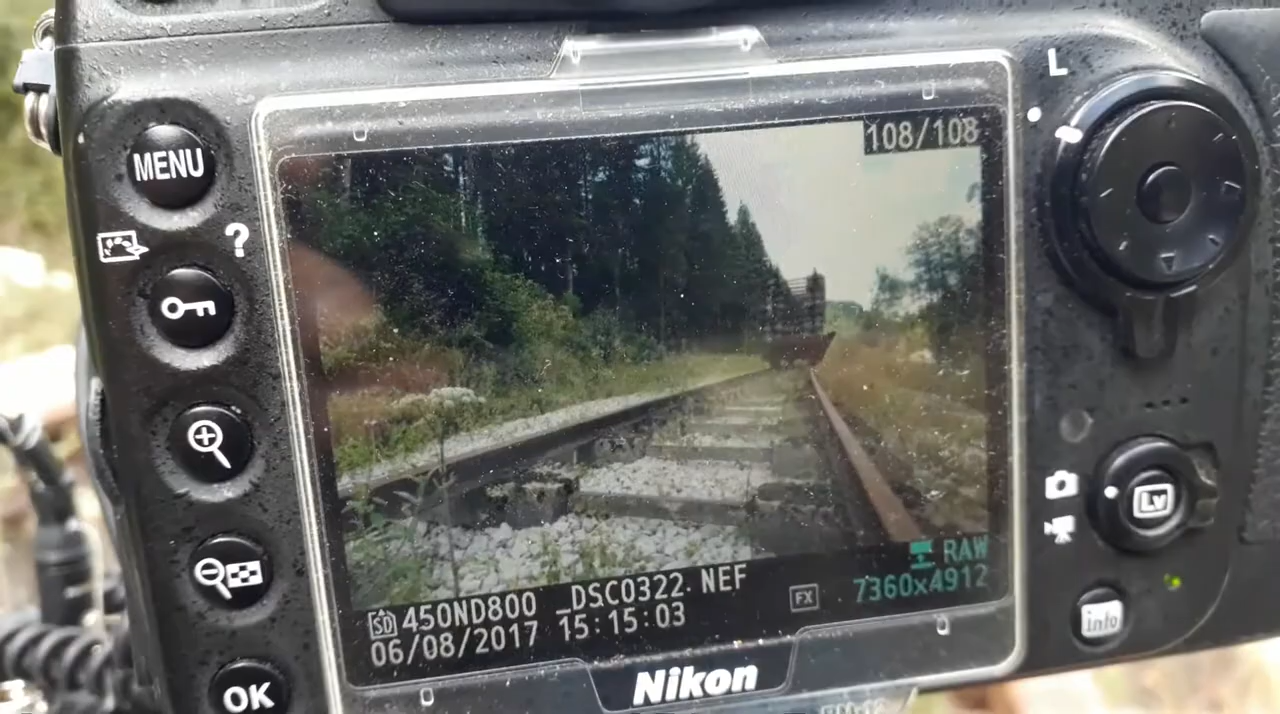 L
108/108
MENU
?
Lv
RAW
FX 7360x4912
SD 450ND800 _DSC0322.NEF
06/08/2017 15:15:03
info
Nikon
OK